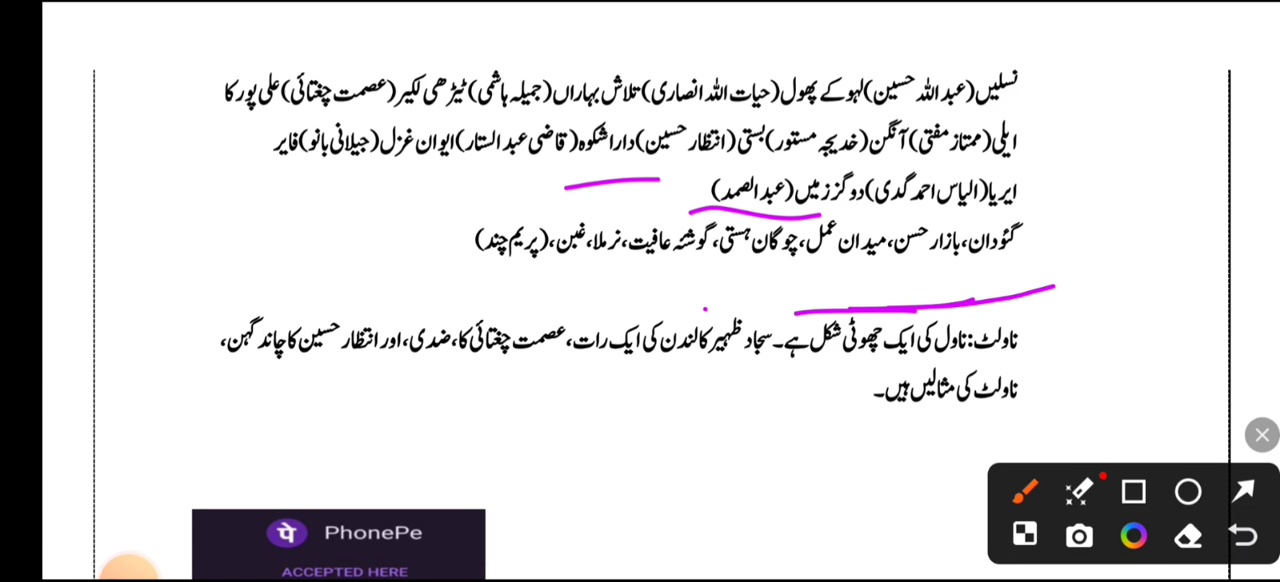 نسلیں(عبد اللہ حسین)لہو کے پھول(حیات اللہ انصاری)تلاش بہاراں(جمیلہ ہاشمی)ٹیڑھی لکیر(عصمت چغتائی)علی پور کا
ایلی(ممتاز مفتی)آنگن(خدیجہ مستور)بستی(انتظار حسین)داراشکوہ(قاضی عبد الستار)ایوان غزل(جیلانی بانو)فایر
ایریا(الیاس احمد گدی)دو گز زمیں(عبد الصمد)
گئودان،بازار حسن،میدان عمل،چوگان ہستی،گوشئہ عافیت،نرملا،غبن،(پریم چند)
ناولٹ:ناول کی ایک چھوٹی شکل ہے۔سجاد ظہیر کا لندن کی ایک رات،عصمت چغتائی کا،ضدی،اور انتظار حسین کا چاند گہن،
ناولٹ کی مثالیں ہیں۔
पे PhonePe
ACCEPTED HERE